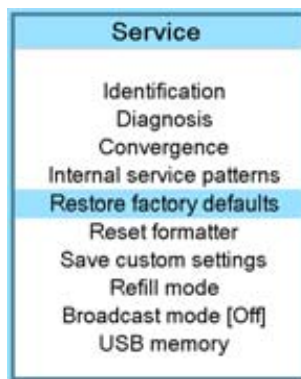 Service
Identification
Diagnosis
Convergence
Internal service patterns
Restore factory defaults
Reset formatter
Save custom settings
Refill mode
Broadcast mode [Off]
USB memory